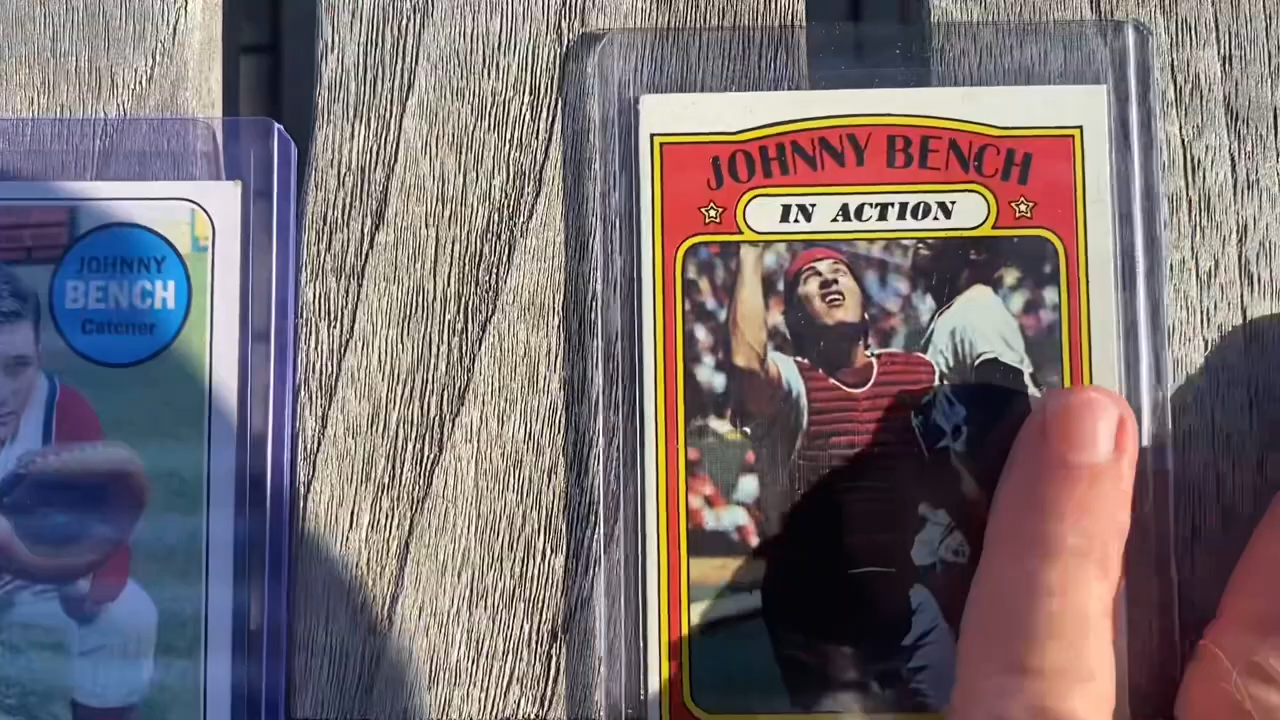 JOHNNY
BENCH
Catcher
JOHNNY BENCH
IN ACTION